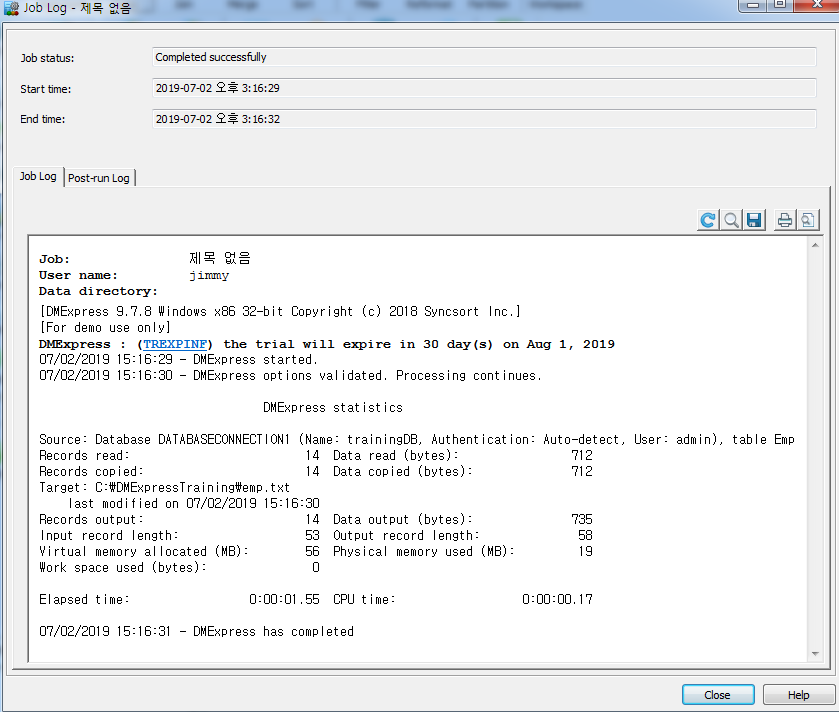 Job Log - 제목 없음
Job status: Completed successfully
Start time: 2019-07-02 오후 3:16:29
End time: 2019-07-02 오후 3:16:32
Job Log Post-run Log
Job: 제목 없음
User name: jimmy
Data directory:
[DMExpress 9.7.8 Windows x86 32-bit Copyright (c) 2018 Syncsort Inc.]
[For demo use only]
DMExpress : (TREXPINF) the trial will expire in 30 day(s) on Aug 1, 2019
07/02/2019 15:16:29 - DMExpress started.
07/02/2019 15:16:30 - DMExpress options validated. Processing continues.
DMExpress statistics
Source: Database DATABASECONNECTION1 (Name: trainingDB, Authentication: Auto-detect, User: admin), table Emp
Records read: 14 Data read (bytes): 712
Records copied: 14 Data copied (bytes): 712
Target: C:₩DMExpressTraining₩emp.txt
last modified on 07/02/2019 15:16:30
Records output: 14 Data output (bytes): 735
Input record length: 53 Output record length: 58
Virtual memory allocated (MB): 56 Physical memory used (MB): 19
Work space used (bytes): 0
Elapsed time: 0:00:01.55 CPU time: 0:00:00.17
07/02/2019 15:16:31 - DMExpress has completed
Close Help